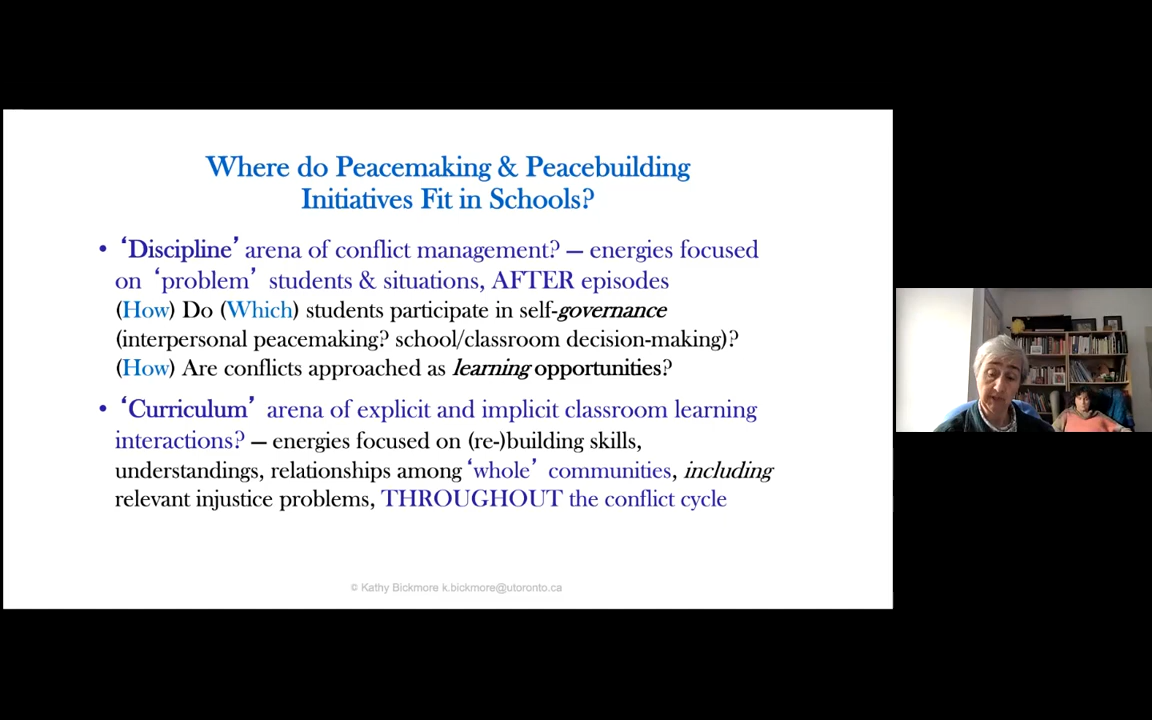 Where do Peacemaking & Peacebuilding
Initiatives Fit in Schools?
• ‘Discipline’ arena of conflict management? — energies focused
on ‘problem’ students & situations, AFTER episodes
(How) Do (Which) students participate in self-governance
(interpersonal peacemaking? school/classroom decision-making)?
(How) Are conflicts approached as learning opportunities?
• ‘Curriculum’ arena of explicit and implicit classroom learning
interactions? — energies focused on (re-)building skills,
understandings, relationships among ‘whole’ communities, including
relevant injustice problems, THROUGHOUT the conflict cycle
© Kathy Bickmore k.bickmore@utoronto.ca